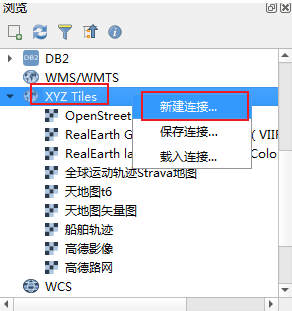 浏览
DB2
DB2
WMS/WMTS
XYZ Tiles
新建连接...
OpenStreet
保存连接...
RealEarth G
( VIIF
载入连接...
RealEarth la
Colo
全球运动轨迹Strava地图
天地图t6
天地图矢量图
船舶轨迹
高德影像
高德路网
WCS